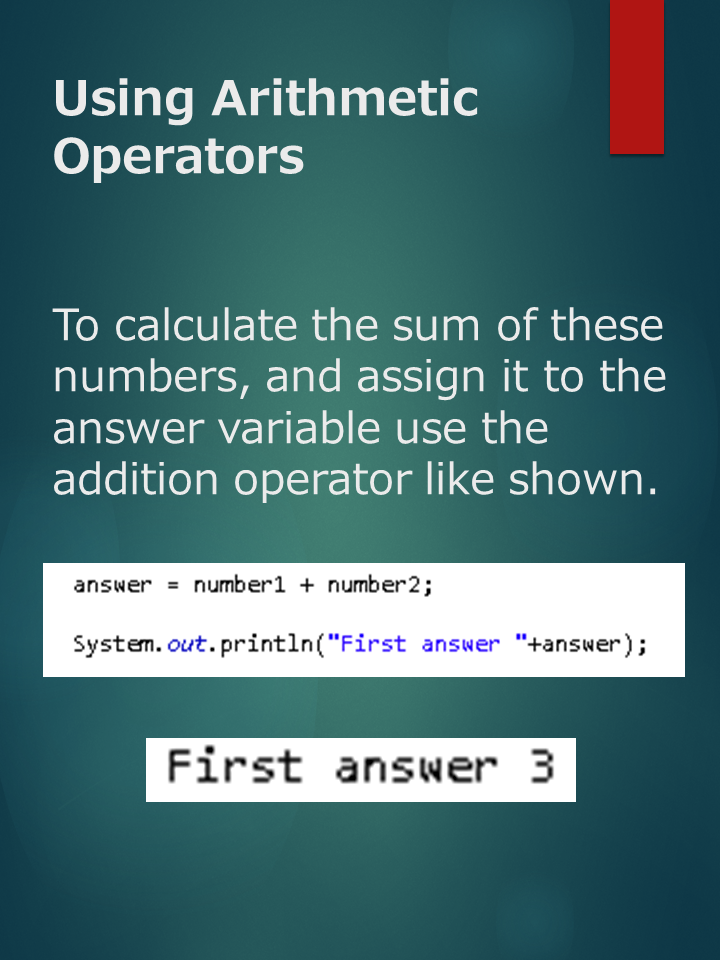 Using Arithmetic
Operators
To calculate the sum of these
numbers, and assign it to the
answer variable use the
addition operator like shown.
answer = number1 + number2;
System.out.println("First answer "+answer);
First answer 3